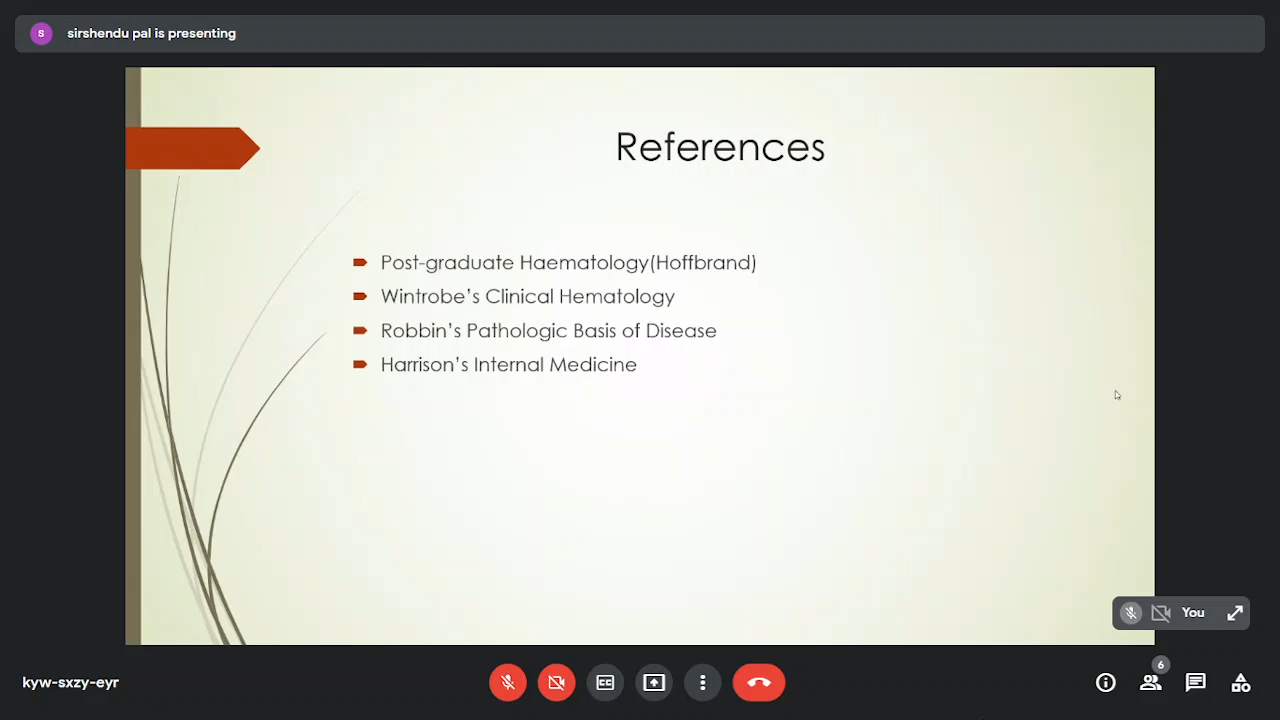 S
sirshendu pal is presenting
References
Post-graduate Haematology(Hoffbrand)
Wintrobe's Clinical Hematology
Robbin's Pathologic Basis of Disease
Harrison's Internal Medicine
You
kyw-sxzy-eyr
CC
6